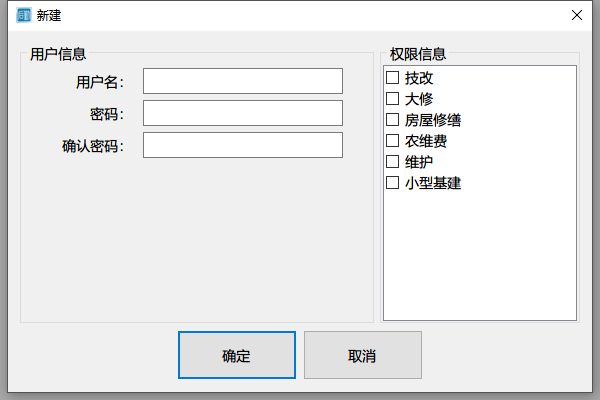 新建
用户信息
用户名：
密码：
确认密码：
权限信息
技改
大修
房屋修缮
农维费
维护
小型基建
确定
取消